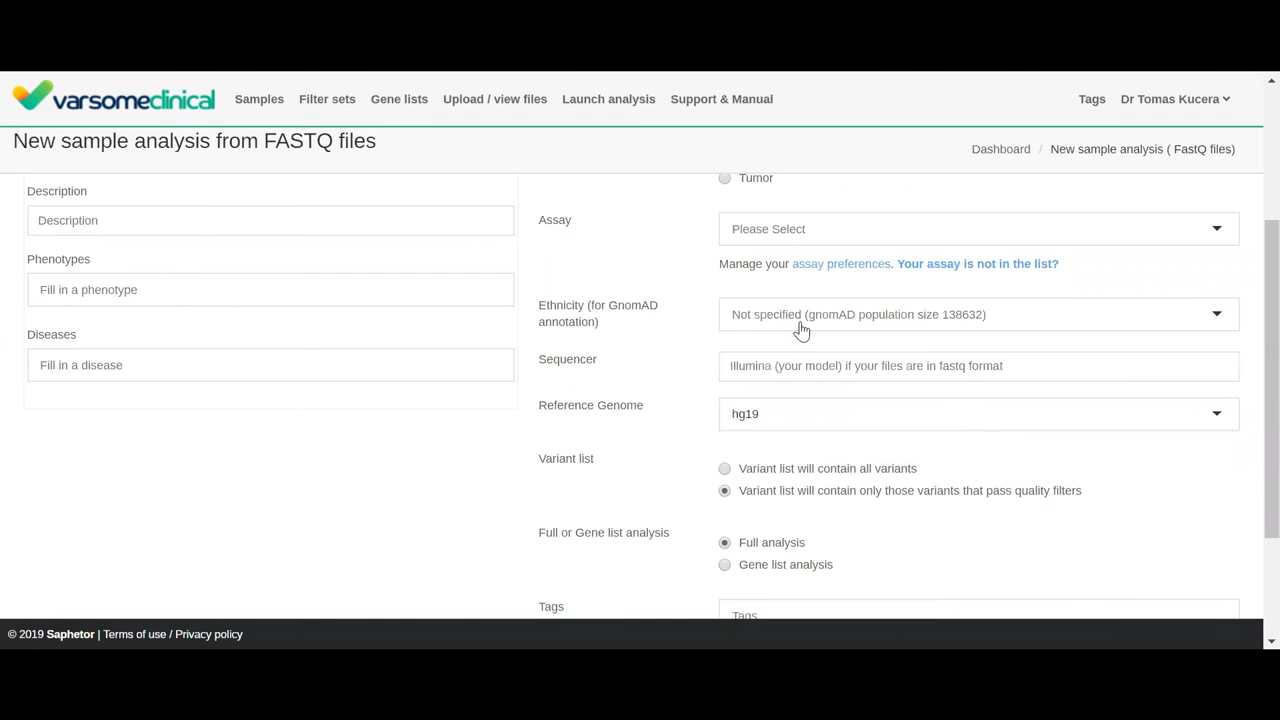 varsomeclinical
Samples
Filter sets
Gene lists
Upload / view files
Launch analysis
Support & Manual
Tags
Dr Tomas Kucera
New sample analysis from FASTQ files
Dashboard / New sample analysis ( FastQ files)
Description
Description
Phenotypes
Fill in a phenotype
Diseases
Fill in a disease
Tumor
Assay
Please Select
Manage your assay preferences. Your assay is not in the list?
Ethnicity (for GnomAD
annotation)
Not specified (gnomAD population size 138632)
Sequencer
Illumina (your model) if your files are in fastq format
Reference Genome
hg19
Variant list
Variant list will contain all variants
Variant list will contain only those variants that pass quality filters
Full or Gene list analysis
Full analysis
Gene list analysis
Tags
Tags
© 2019 Saphetor | Terms of use / Privacy policy